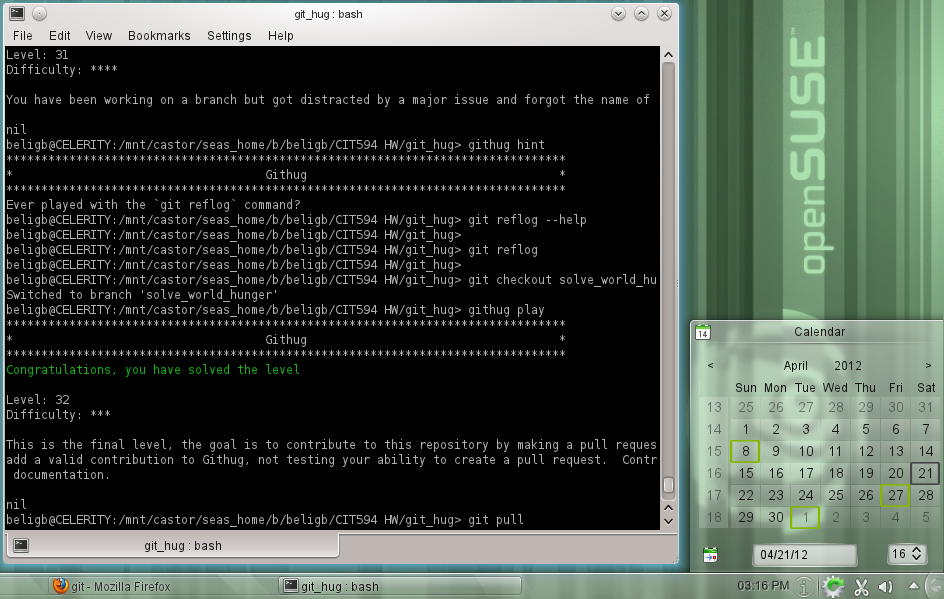 git_hug : bash
File Edit View Bookmarks Settings Help
Level: 31
Difficulty: ****
You have been working on a branch but got distracted by a major issue and forgot the name of
nil
beligb@CELERITY:/mnt/castor/seas_home/b/beligb/CIT594 HW/git_hug> githug hint
********************************************************************************
* Githug *
********************************************************************************
Ever played with the `git reflog` command?
beligb@CELERITY:/mnt/castor/seas_home/b/beligb/CIT594 HW/git_hug> git reflog --help
beligb@CELERITY:/mnt/castor/seas_home/b/beligb/CIT594 HW/git_hug>
beligb@CELERITY:/mnt/castor/seas_home/b/beligb/CIT594 HW/git_hug> git reflog
beligb@CELERITY:/mnt/castor/seas_home/b/beligb/CIT594 HW/git_hug>
beligb@CELERITY:/mnt/castor/seas_home/b/beligb/CIT594 HW/git_hug> git checkout solve_world_hu
Switched to branch 'solve_world_hunger'
beligb@CELERITY:/mnt/castor/seas_home/b/beligb/CIT594 HW/git_hug> githug play
********************************************************************************
* Githug *
********************************************************************************
Congratulations, you have solved the level
Level: 32
Difficulty: ***
This is the final level, the goal is to contribute to this repository by making a pull reques
add a valid contribution to Githug, not testing your ability to create a pull request.  Contr
documentation.
nil
beligb@CELERITY:/mnt/castor/seas_home/b/beligb/CIT594 HW/git_hug> git pull
git_hug : bash
openSUSE™
14 Calendar
< April 2012 >
Sun Mon Tue Wed Thu Fri Sat
13 25 26 27 28 29 30 31
14 1 2 3 4 5 6 7
15 8 9 10 11 12 13 14
16 15 16 17 18 19 20 21
17 22 23 24 25 26 27 28
18 29 30 1 2 3 4 5
04/21/12 16
git - Mozilla Firefox
git_hug : bash
03:16 PM